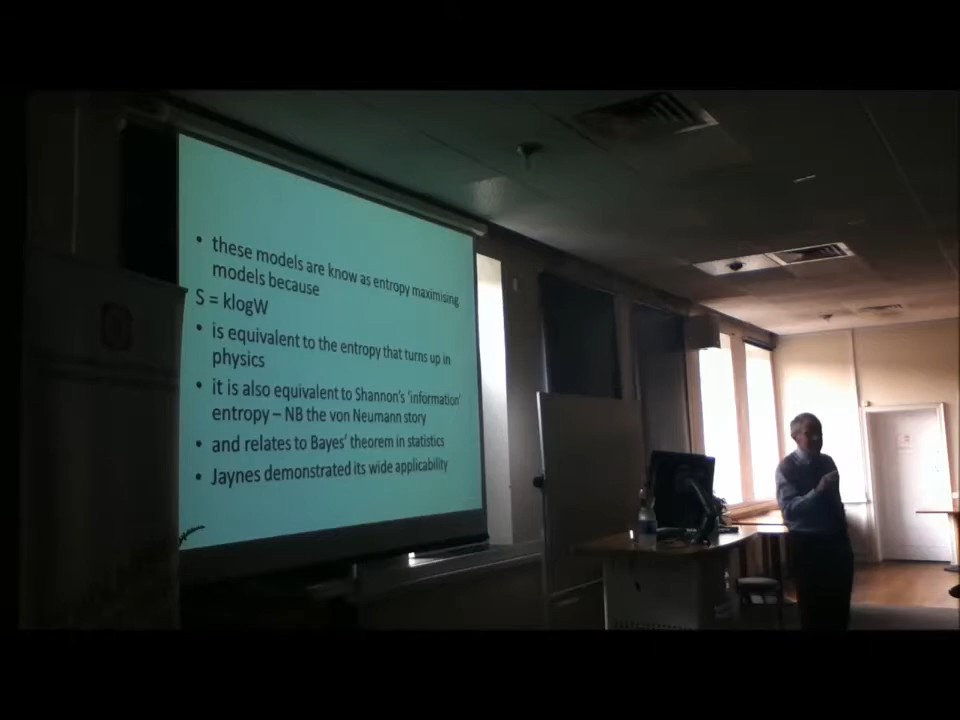 • these models are know as entropy maximising
models because
S = klogW
• is equivalent to the entropy that turns up in
physics
• it is also equivalent to Shannon's 'information'
entropy – NB the von Neumann story
• and relates to Bayes' theorem in statistics
• Jaynes demonstrated its wide applicability